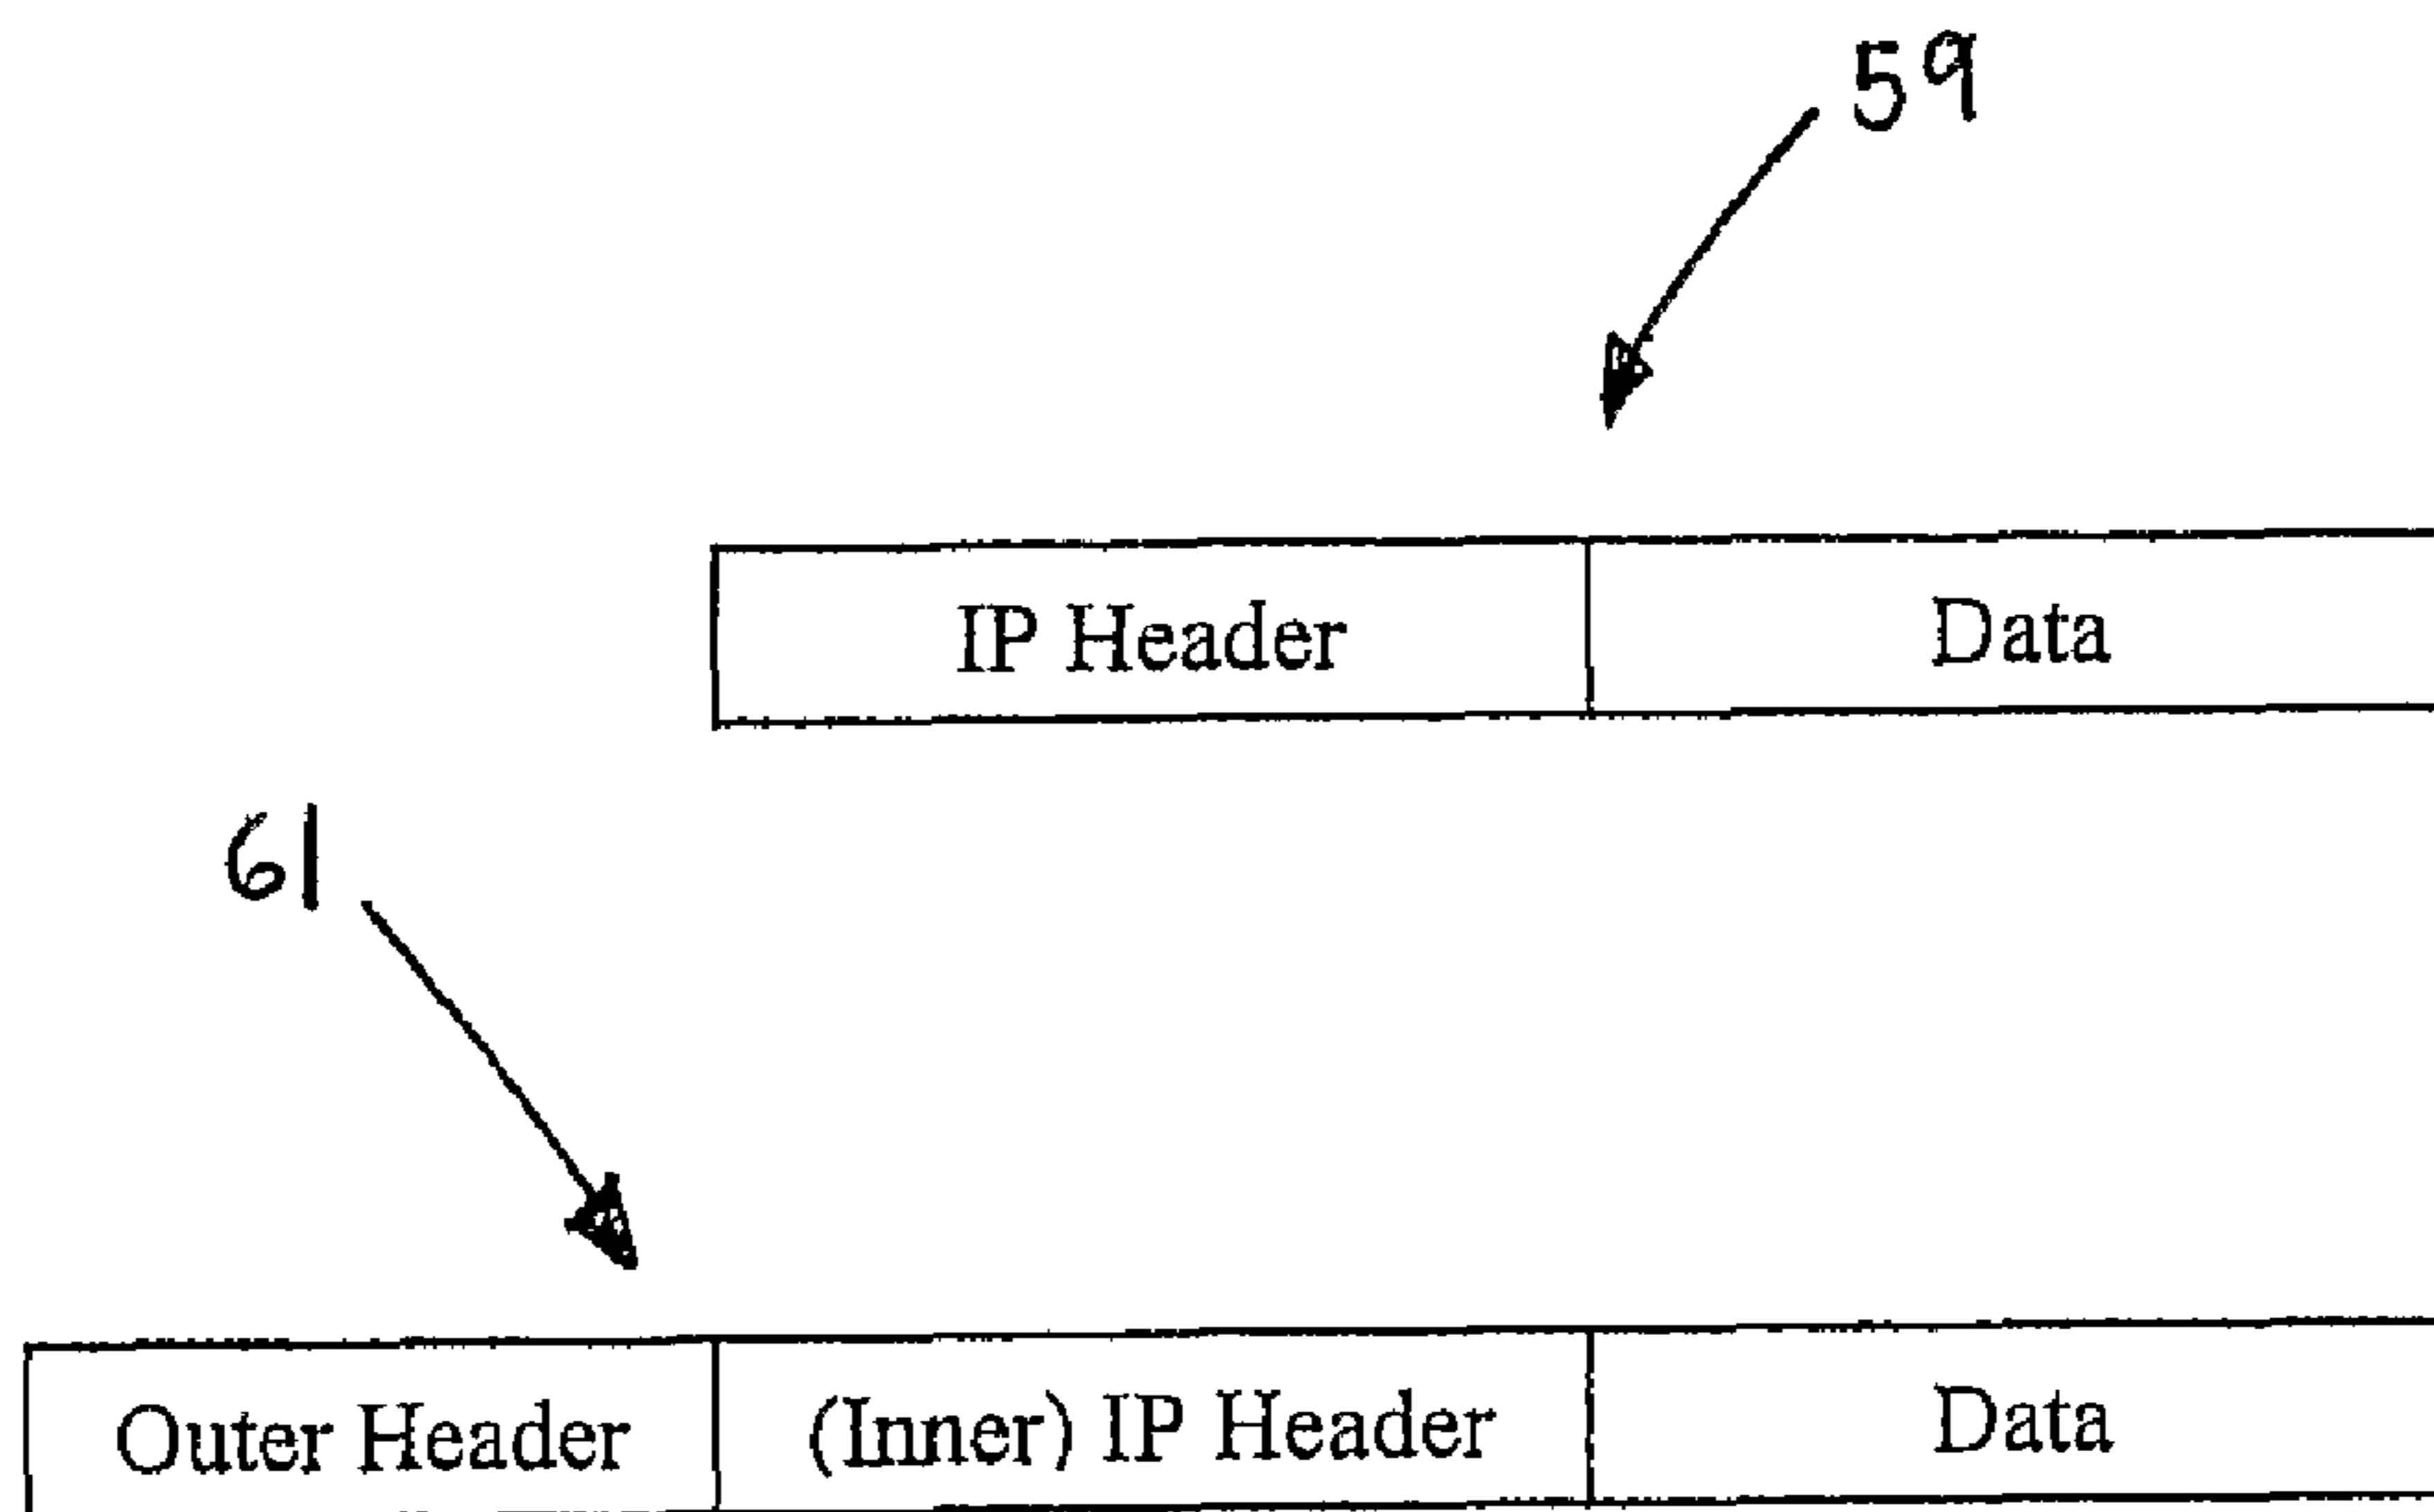 59
IP Header Data
61
Outer Header (Inner) IP Header Data